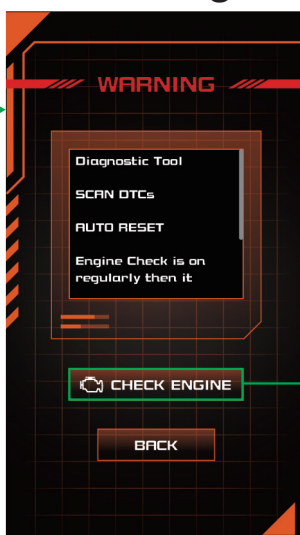 WARNING
Diagnostic Tool
SCAN DTCs
AUTO RESET
Engine Check is on
regularly then it
CHECK ENGINE
BACK